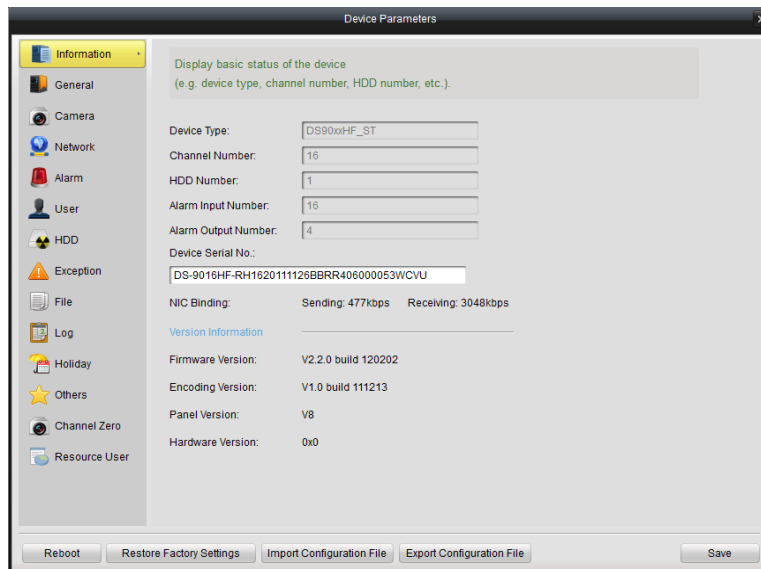 Device Parameters
Information
General
Camera
Network
Alarm
User
HDD
Exception
File
Log
Holiday
Others
Channel Zero
Resource User
Display basic status of the device
(e.g. device type, channel number, HDD number, etc.).
Device Type: DS90xxHF_ST
Channel Number: 16
HDD Number: 1
Alarm Input Number: 16
Alarm Output Number: 4
Device Serial No.:
DS-9016HF-RH1620111126BBRR406000053WCVU
NIC Binding: Sending: 477kbps Receiving: 3048kbps
Version Information
Firmware Version: V2.2.0 build 120202
Encoding Version: V1.0 build 111213
Panel Version: V8
Hardware Version: 0x0
Reboot Restore Factory Settings Import Configuration File Export Configuration File Save